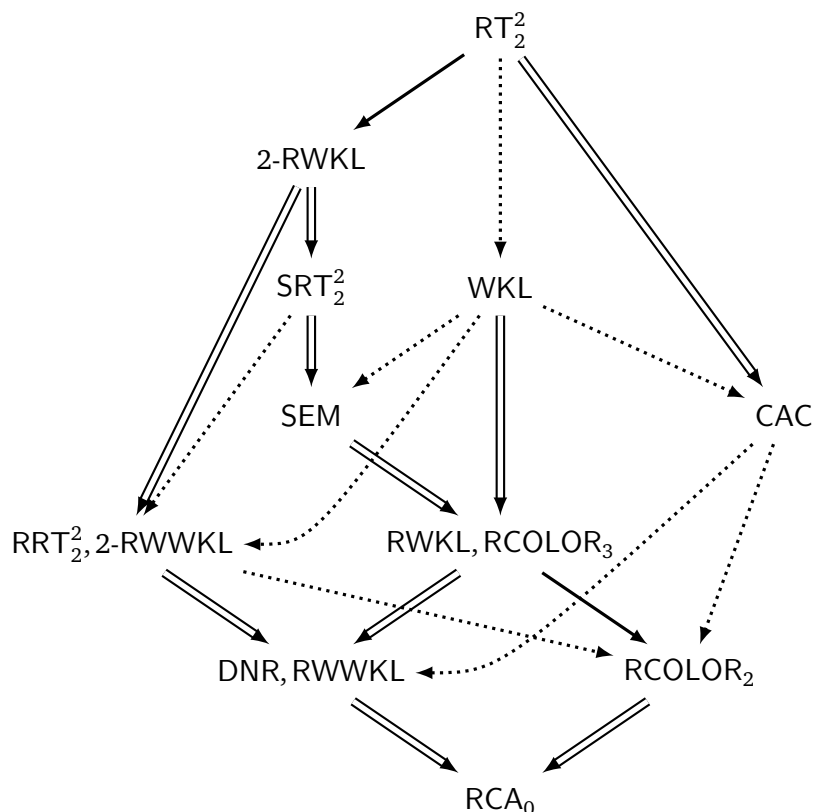 RT₂²
2-RWKL
SRT₂² WKL
SEM CAC
RRT₂², 2-RWWKL RWKL, RCOLOR₃
DNR, RWWKL RCOLOR₂
RCA₀